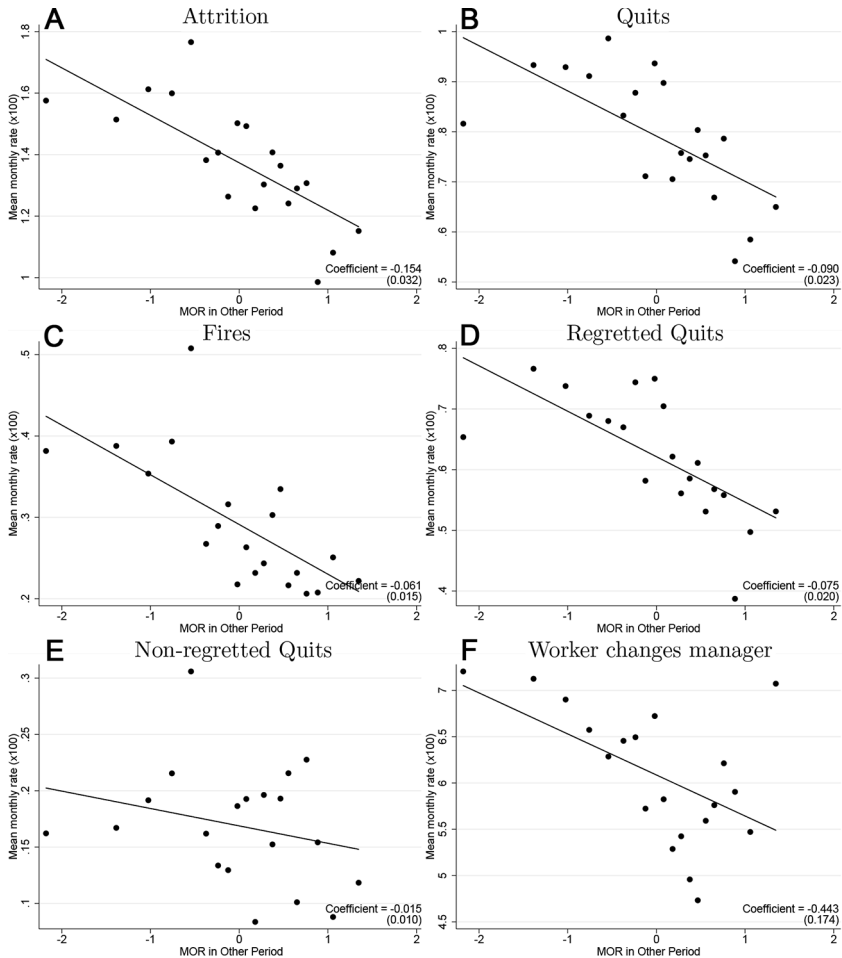 A Attrition
Mean monthly rate (x100)
1.8
1.6
1.4
1.2
1
Coefficient = -0.154
(0.032)
-2 -1 0 1 2
MOR in Other Period
B Quits
Mean monthly rate (x100)
1
.9
.8
.7
.6
.5
Coefficient = -0.090
(0.023)
-2 -1 0 1 2
MOR in Other Period
C Fires
Mean monthly rate (x100)
.5
.4
.3
.2
Coefficient = -0.061
(0.015)
-2 -1 0 1 2
MOR in Other Period
D Regretted Quits
Mean monthly rate (x100)
.8
.7
.6
.5
.4
Coefficient = -0.075
(0.020)
-2 -1 0 1 2
MOR in Other Period
E Non-regretted Quits
Mean monthly rate (x100)
.3
.25
.2
.15
.1
Coefficient = -0.015
(0.010)
-2 -1 0 1 2
MOR in Other Period
F Worker changes manager
Mean monthly rate (x100)
7
6.5
6
5.5
5
4.5
Coefficient = -0.443
(0.174)
-2 -1 0 1 2
MOR in Other Period